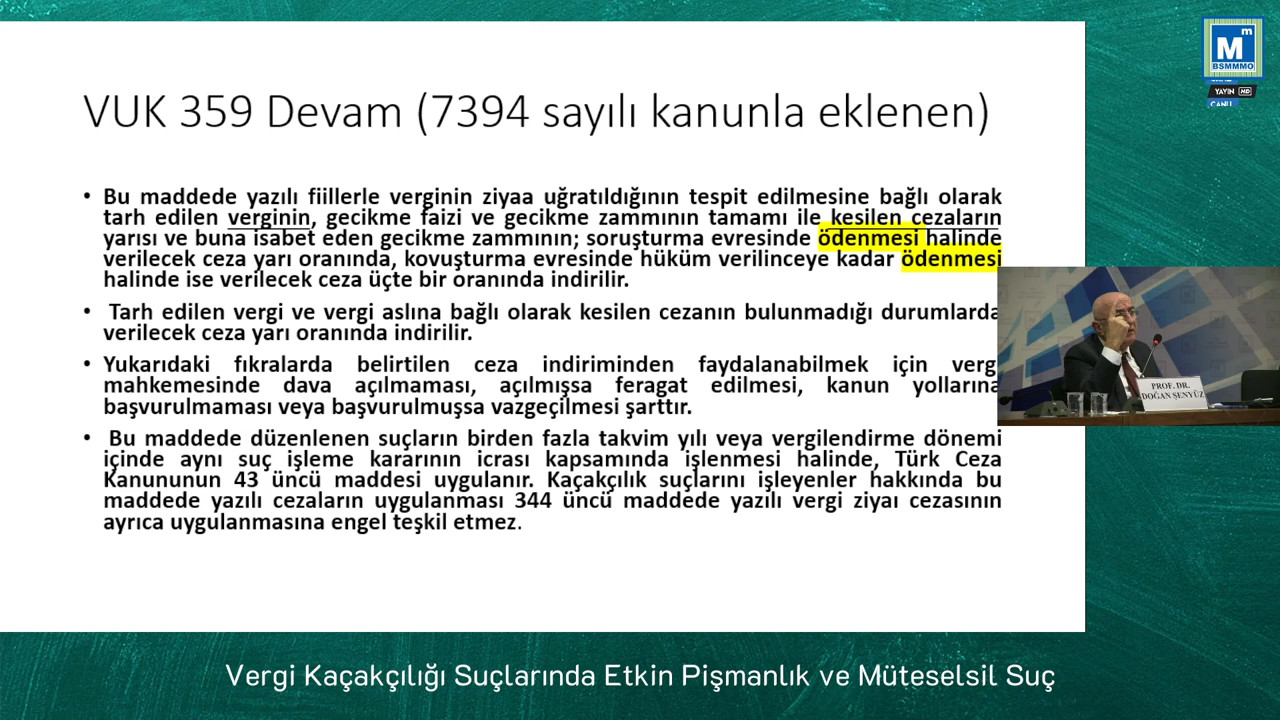 m
M
BSMMMO
YAYIN HD
CANLI
VUK 359 Devam (7394 sayılı kanunla eklenen)
• Bu maddede yazılı fiillerle verginin ziyaa uğratıldığının tespit edilmesine bağlı olarak
tarh edilen verginin, gecikme faizi ve gecikme zammının tamamı ile kesilen cezaların
yarısı ve buna isabet eden gecikme zammının; soruşturma evresinde ödenmesi halinde
verilecek ceza yarı oranında, kovuşturma evresinde hüküm verilinceye kadar ödenmesi
halinde ise verilecek ceza üçte bir oranında indirilir.
• Tarh edilen vergi ve vergi aslına bağlı olarak kesilen cezanın bulunmadığı durumlarda
verilecek ceza yarı oranında indirilir.
• Yukarıdaki fıkralarda belirtilen ceza indiriminden faydalanabilmek için vergi
mahkemesinde dava açılmaması, açılmışsa feragat edilmesi, kanun yollarına
başvurulmaması veya başvurulmuşsa vazgeçilmesi şarttır.
• Bu maddede düzenlenen suçların birden fazla takvim yılı veya vergilendirme dönemi
içinde aynı suç işleme kararının icrası kapsamında işlenmesi halinde, Türk Ceza
Kanununun 43 üncü maddesi uygulanır. Kaçakçılık suçlarını işleyenler hakkında bu
maddede yazılı cezaların uygulanması 344 üncü maddede yazılı vergi ziyaı cezasının
ayrıca uygulanmasına engel teşkil etmez.
PROF. DR.
DOĞAN ŞENYÜZ
Vergi Kaçakçılığı Suçlarında Etkin Pişmanlık ve Müteselsil Suç